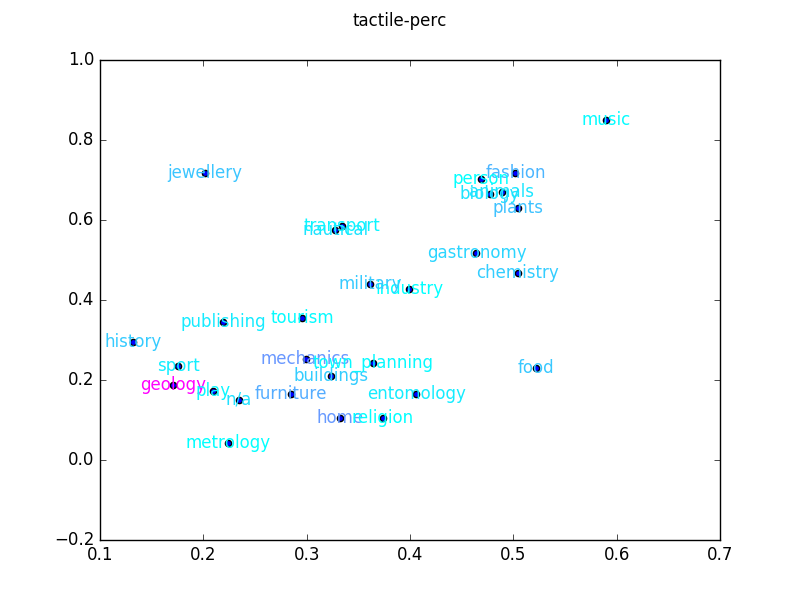 tactile-perc
1.0
music
0.8
jewellery
fashion
person
animals
biology
plants
0.6
transport
nautical
gastronomy
chemistry
military
industry
0.4
tourism
publishing
history
mechanics
town planning
sport
food
buildings
0.2
geology
play
n/a
furniture
entomology
home
religion
metrology
0.0
−0.2
0.1 0.2 0.3 0.4 0.5 0.6 0.7